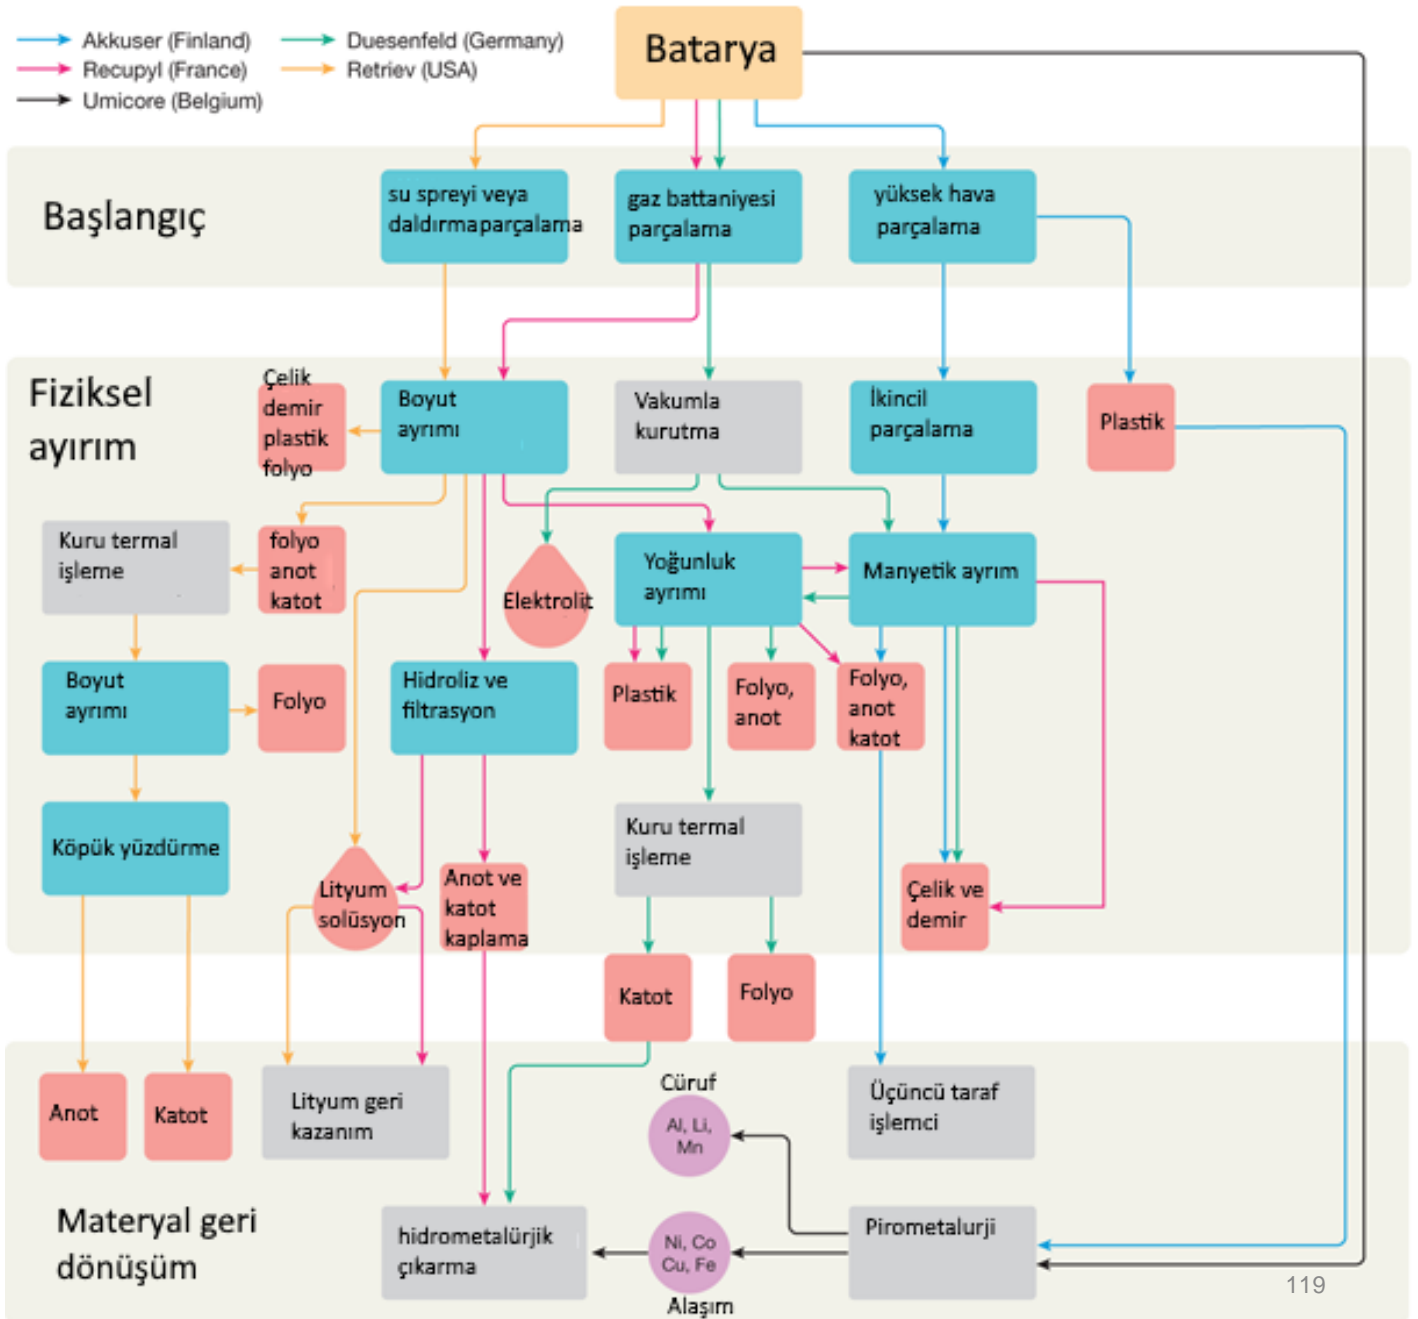 Akkuser (Finland)
Duesenfeld (Germany)
Recupyl (France)
Retriev (USA)
Umicore (Belgium)
Batarya
Başlangıç
su spreyi veya
daldırmaparçalama
gaz battaniyesi
parçalama
yüksek hava
parçalama
Fiziksel
ayırım
Çelik
demir
plastik
folyo
Boyut
ayrımı
Vakumla
kurutma
İkincil
parçalama
Plastik
Kuru termal
işleme
folyo
anot
katot
Elektrolit
Yoğunluk
ayrımı
Manyetik ayrım
Boyut
ayrımı
Folyo
Hidroliz ve
filtrasyon
Plastik
Folyo,
anot
Folyo,
anot
katot
Köpük yüzdürme
Lityum
solüsyon
Anot ve
katot
kaplama
Kuru termal
işleme
Çelik ve
demir
Katot
Folyo
Anot
Katot
Lityum geri
kazanım
Cüruf
Al, Li,
Mn
Üçüncü taraf
işlemci
Materyal geri
dönüşüm
hidrometalürjik
çıkarma
Ni, Co
Cu, Fe
Alaşım
Pirometalurji
119